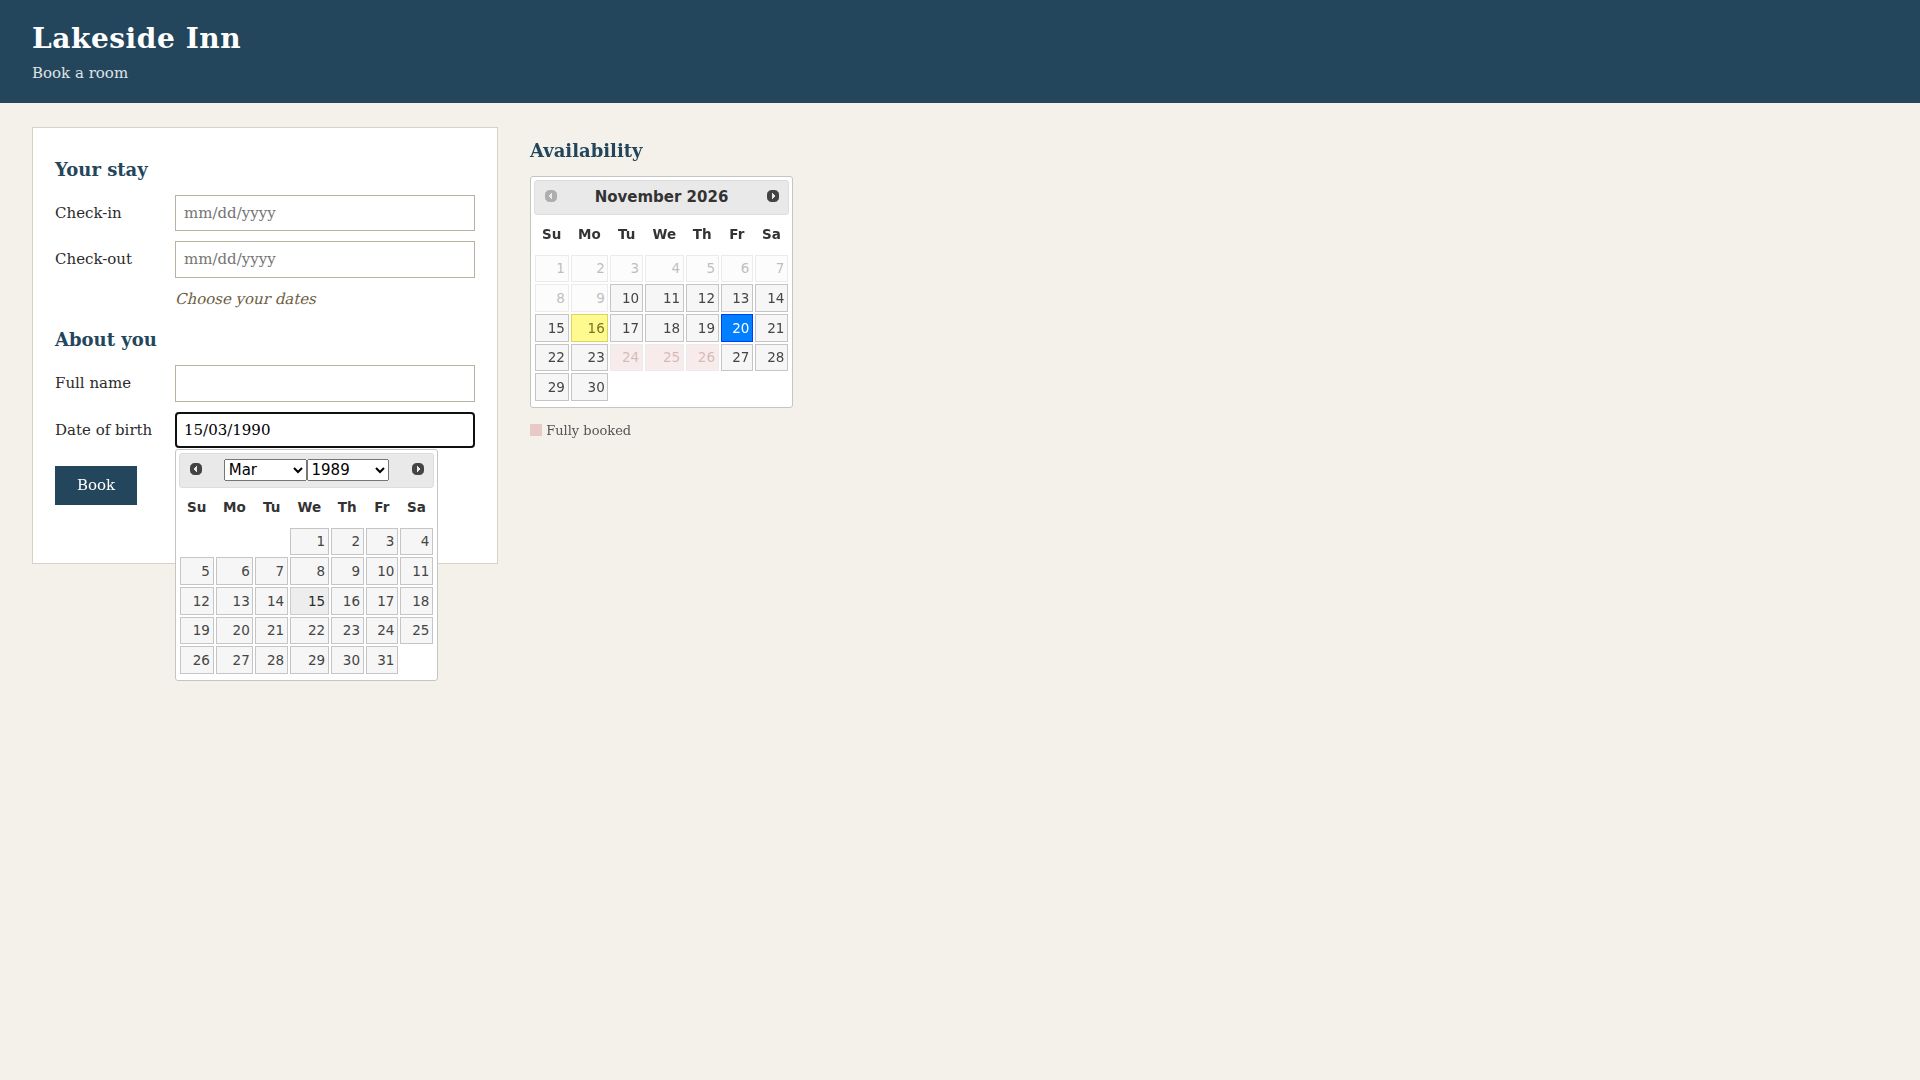 Lakeside Inn
Book a room
Your stay
Check-in mm/dd/yyyy
Check-out mm/dd/yyyy
Choose your dates
About you
Full name
Date of birth 15/03/1990
Book
Mar 1989
Su Mo Tu We Th Fr Sa
1 2 3 4
5 6 7 8 9 10 11
12 13 14 15 16 17 18
19 20 21 22 23 24 25
26 27 28 29 30 31
Availability
November 2026
Su Mo Tu We Th Fr Sa
1 2 3 4 5 6 7
8 9 10 11 12 13 14
15 16 17 18 19 20 21
22 23 24 25 26 27 28
29 30
Fully booked